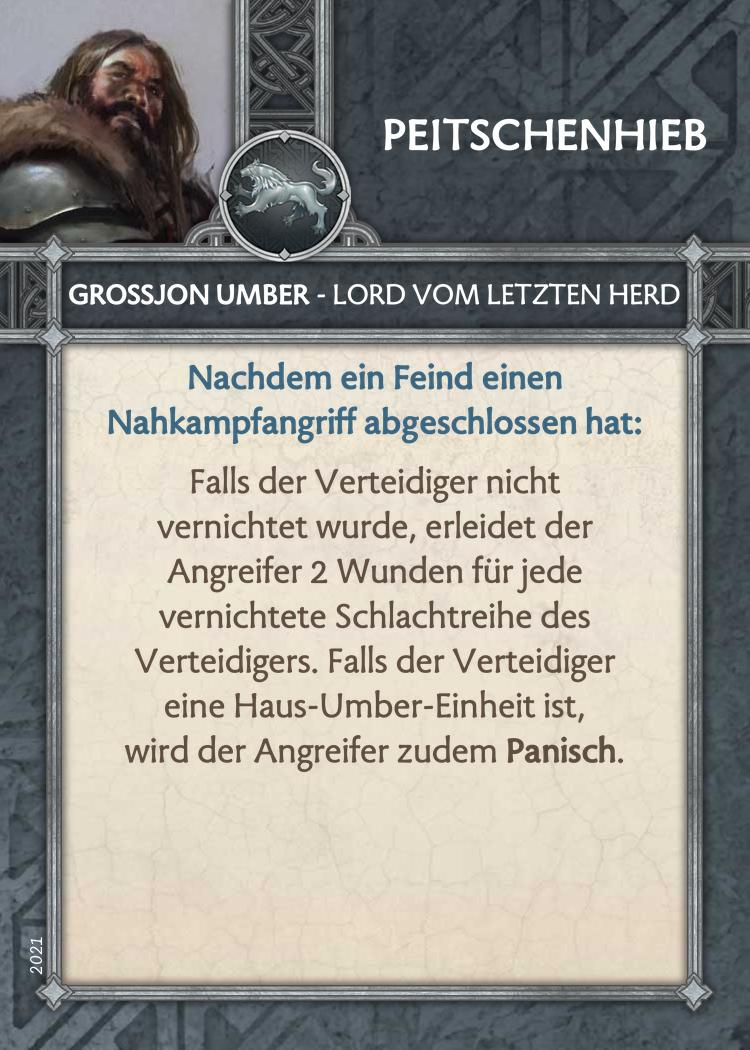 PEITSCHENHIEB
GROSSJON UMBER - LORD VOM LETZTEN HERD
Nachdem ein Feind einen
Nahkampfangriff abgeschlossen hat:
Falls der Verteidiger nicht
vernichtet wurde, erleidet der
Angreifer 2 Wunden für jede
vernichtete Schlachtreihe des
Verteidigers. Falls der Verteidiger
eine Haus-Umber-Einheit ist,
wird der Angreifer zudem Panisch.
2021